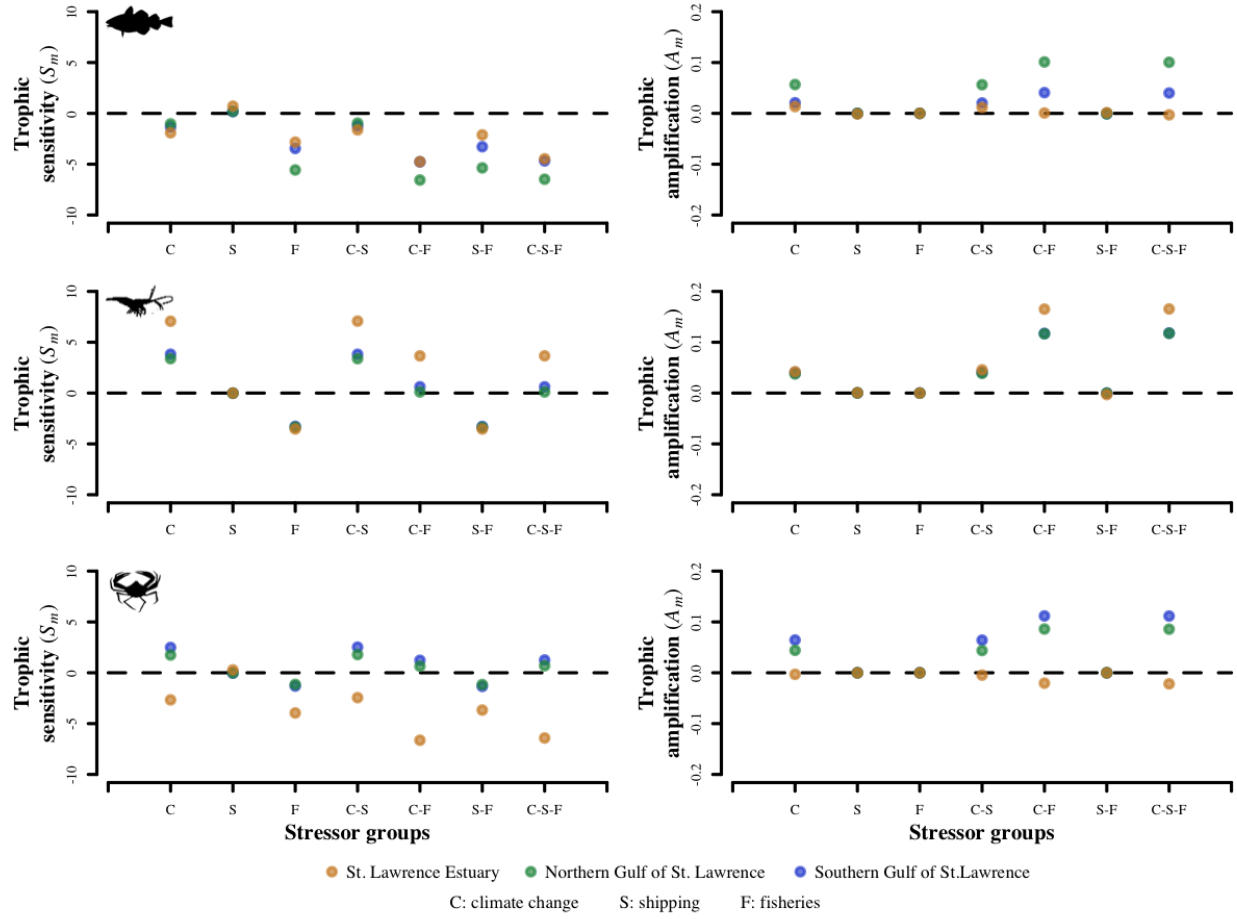 Trophic
sensitivity (Sₘ)
10
5
0
-5
-10
C S F C-S C-F S-F C-S-F
Trophic
amplification (Aₘ)
0.2
0.1
0.0
-0.1
-0.2
C S F C-S C-F S-F C-S-F
Trophic
sensitivity (Sₘ)
10
5
0
-5
-10
C S F C-S C-F S-F C-S-F
Trophic
amplification (Aₘ)
0.2
0.1
0.0
-0.1
-0.2
C S F C-S C-F S-F C-S-F
Trophic
sensitivity (Sₘ)
10
5
0
-5
-10
C S F C-S C-F S-F C-S-F
Stressor groups
Trophic
amplification (Aₘ)
0.2
0.1
0.0
-0.1
-0.2
C S F C-S C-F S-F C-S-F
Stressor groups
St. Lawrence Estuary Northern Gulf of St. Lawrence Southern Gulf of St.Lawrence
C: climate change S: shipping F: fisheries